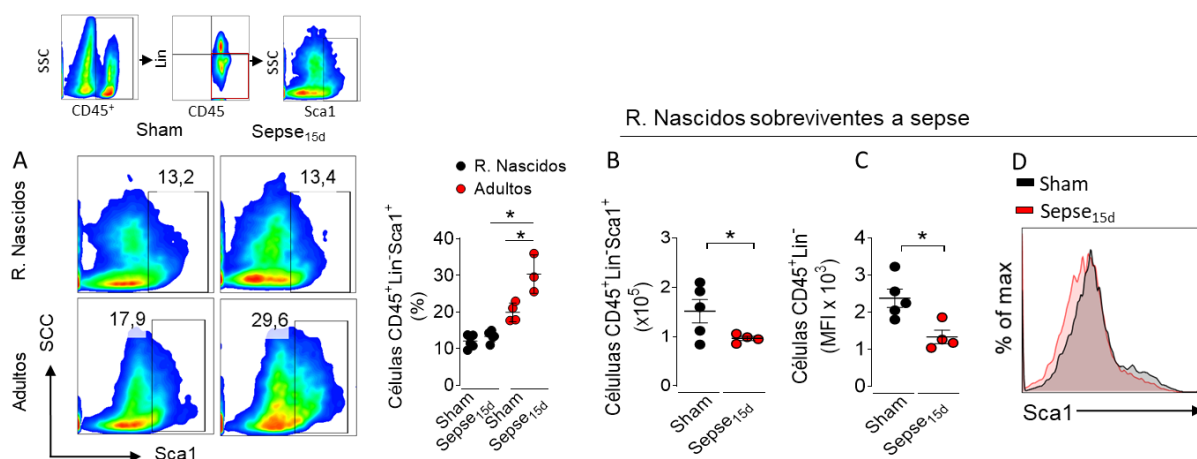 SSC
CD45⁺
Lin
CD45
SSC
Sca1
Sham
Sepse₁₅d
A
R. Nascidos
13,2
13,4
Adultos
17,9
29,6
SCC
Sca1
R. Nascidos
Adultos
Células CD45⁺Lin⁻Sca1⁺
(%)
40
30
20
10
0
*
*
Sham
Sepse₁₅d
Sham
Sepse₁₅d
R. Nascidos sobreviventes a sepse
B
Células CD45⁺Lin⁻Sca1⁺
(x10⁵)
3
2
1
0
*
Sham
Sepse₁₅d
C
Células CD45⁺Lin⁻
(MFI x 10³)
4
3
2
1
0
*
Sham
Sepse₁₅d
D
Sham
Sepse₁₅d
% of max
Sca1